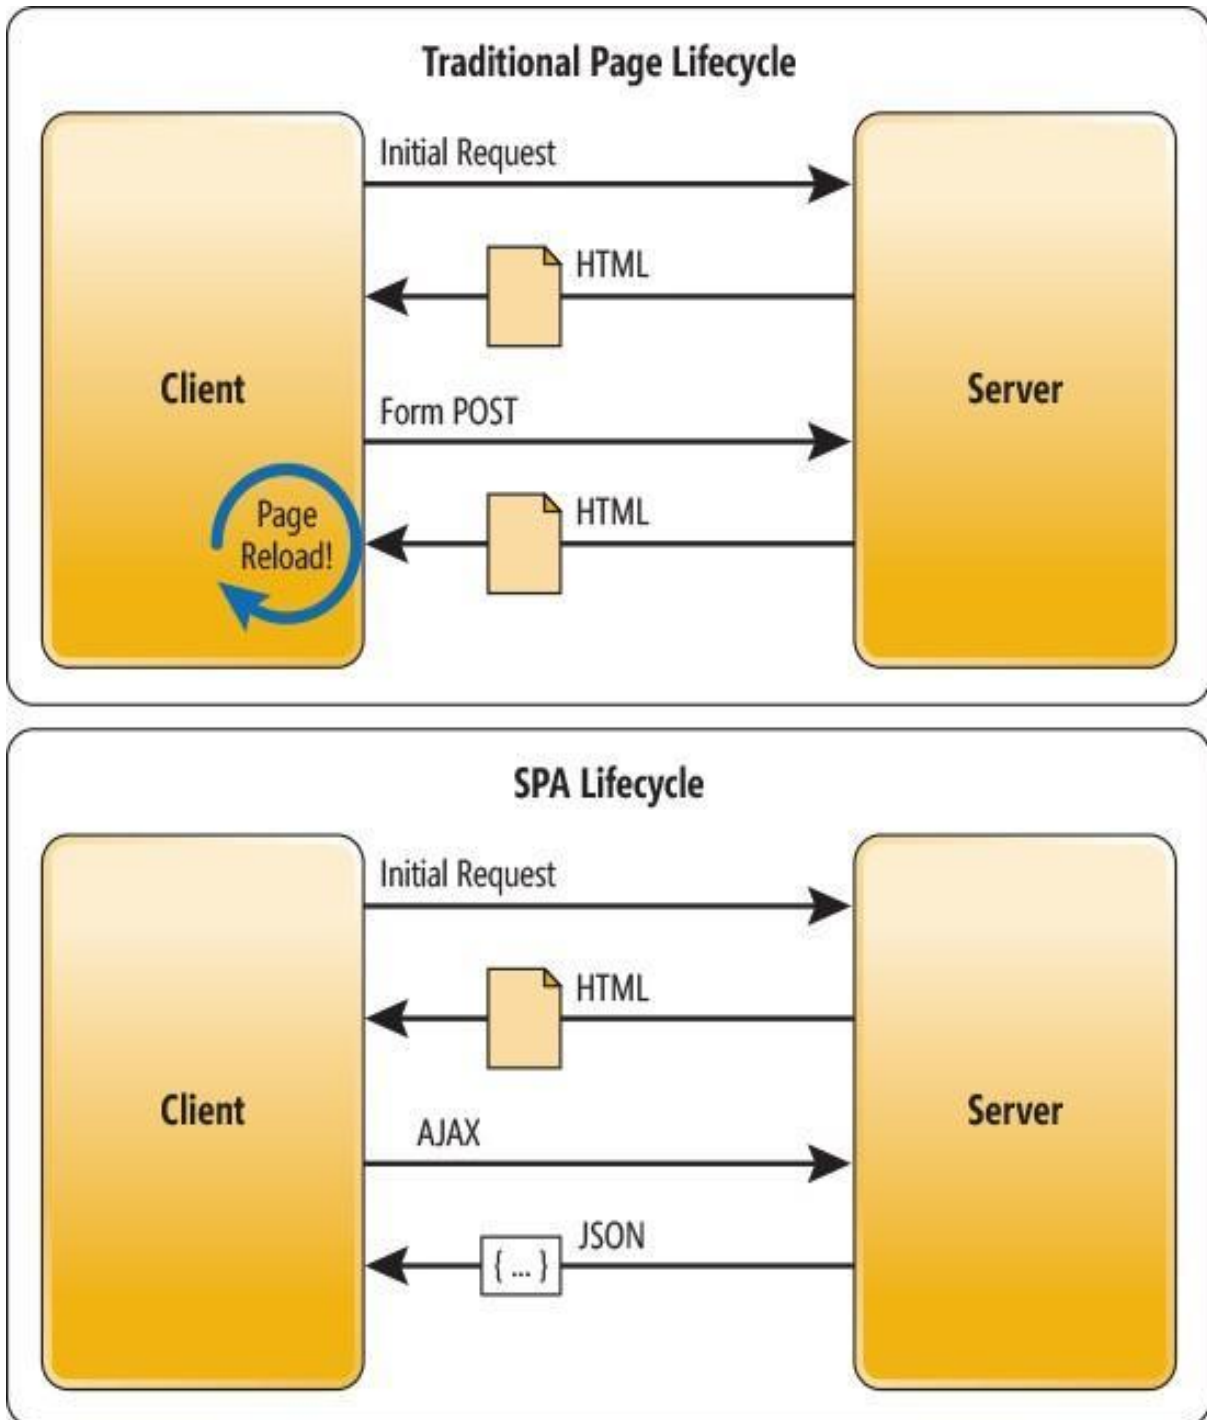 Traditional Page Lifecycle
Initial Request
HTML
Client
Server
Form POST
HTML
Page
Reload!
SPA Lifecycle
Initial Request
HTML
Client
Server
AJAX
JSON
{ ... }